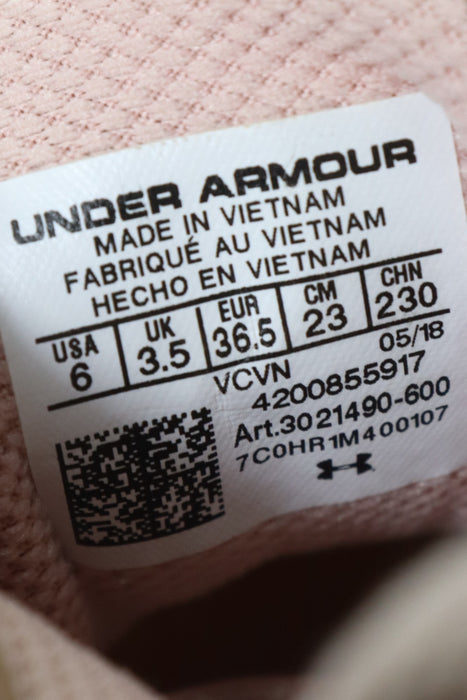 UNDER ARMOUR
MADE IN VIETNAM
FABRIQUÉ AU VIETNAM
HECHO EN VIETNAM
USA UK EUR CM CHN
6 3.5 36.5 23 230
VCVN 05/18
4200855917
Art.3021490-600
7C0HR1M400107